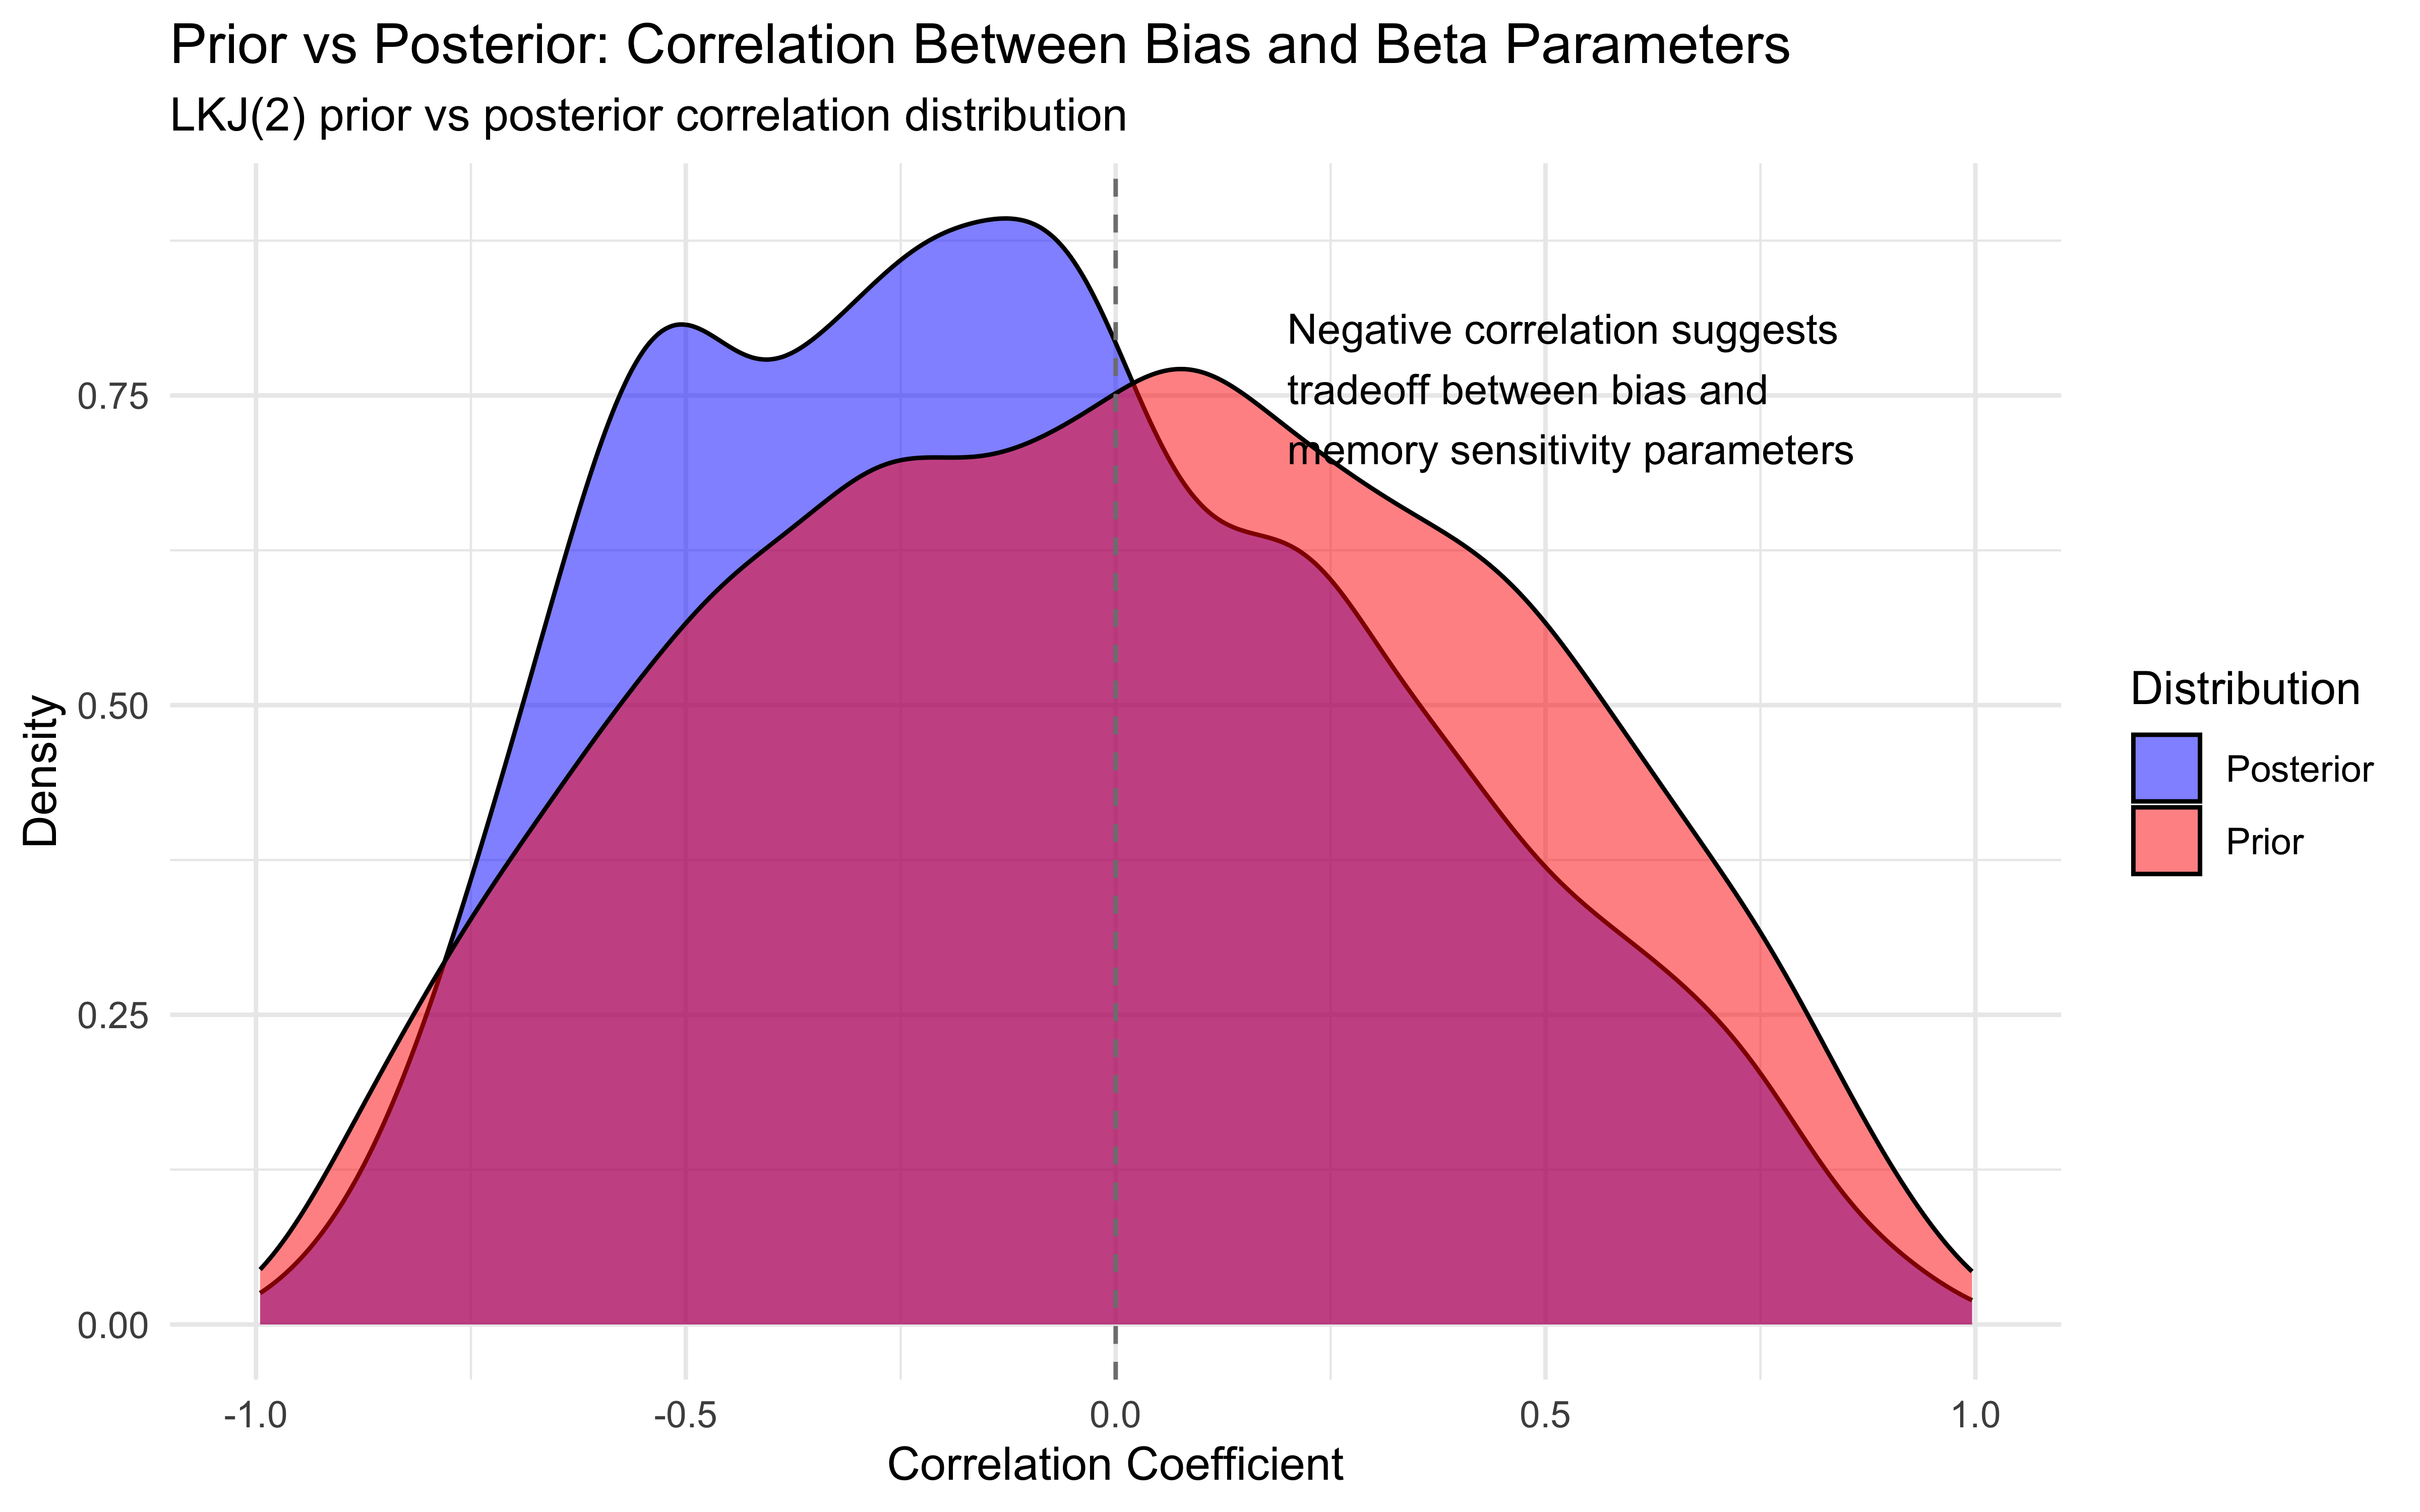 Prior vs Posterior: Correlation Between Bias and Beta Parameters
LKJ(2) prior vs posterior correlation distribution
Negative correlation suggests
tradeoff between bias and
memory sensitivity parameters
Density
0.75
0.50
0.25
0.00
-1.0
-0.5
0.0
0.5
1.0
Correlation Coefficient
Distribution
Posterior
Prior